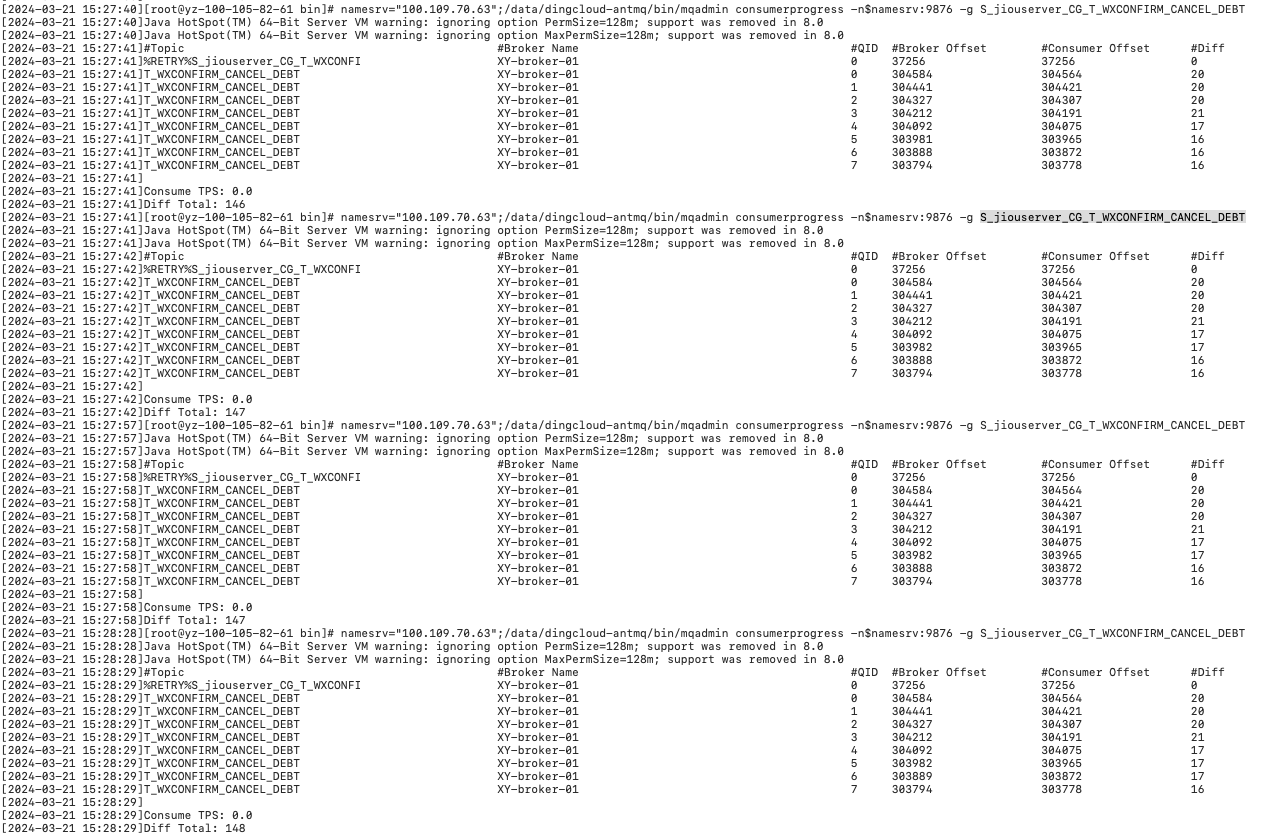 [2024-03-21 15:27:40][root@yz-100-105-82-61 bin]# namesrv="100.109.70.63";/data/dingcloud-antmq/bin/mqadmin consumerprogress -n$namesrv:9876 -g S_jiouserver_CG_T_WXCONFIRM_CANCEL_DEBT
[2024-03-21 15:27:40]Java HotSpot(TM) 64-Bit Server VM warning: ignoring option PermSize=128m; support was removed in 8.0
[2024-03-21 15:27:40]Java HotSpot(TM) 64-Bit Server VM warning: ignoring option MaxPermSize=128m; support was removed in 8.0
[2024-03-21 15:27:41]#Topic #Broker Name #QID #Broker Offset #Consumer Offset #Diff
[2024-03-21 15:27:41]%RETRY%S_jiouserver_CG_T_WXCONFI XY-broker-01 0 37256 37256 0
[2024-03-21 15:27:41]T_WXCONFIRM_CANCEL_DEBT XY-broker-01 0 304584 304564 20
[2024-03-21 15:27:41]T_WXCONFIRM_CANCEL_DEBT XY-broker-01 1 304441 304421 20
[2024-03-21 15:27:41]T_WXCONFIRM_CANCEL_DEBT XY-broker-01 2 304327 304307 20
[2024-03-21 15:27:41]T_WXCONFIRM_CANCEL_DEBT XY-broker-01 3 304212 304191 21
[2024-03-21 15:27:41]T_WXCONFIRM_CANCEL_DEBT XY-broker-01 4 304092 304075 17
[2024-03-21 15:27:41]T_WXCONFIRM_CANCEL_DEBT XY-broker-01 5 303981 303965 16
[2024-03-21 15:27:41]T_WXCONFIRM_CANCEL_DEBT XY-broker-01 6 303888 303872 16
[2024-03-21 15:27:41]T_WXCONFIRM_CANCEL_DEBT XY-broker-01 7 303794 303778 16
[2024-03-21 15:27:41]
[2024-03-21 15:27:41]Consume TPS: 0.0
[2024-03-21 15:27:41]Diff Total: 146
[2024-03-21 15:27:41][root@yz-100-105-82-61 bin]# namesrv="100.109.70.63";/data/dingcloud-antmq/bin/mqadmin consumerprogress -n$namesrv:9876 -g S_jiouserver_CG_T_WXCONFIRM_CANCEL_DEBT
[2024-03-21 15:27:41]Java HotSpot(TM) 64-Bit Server VM warning: ignoring option PermSize=128m; support was removed in 8.0
[2024-03-21 15:27:41]Java HotSpot(TM) 64-Bit Server VM warning: ignoring option MaxPermSize=128m; support was removed in 8.0
[2024-03-21 15:27:42]#Topic #Broker Name #QID #Broker Offset #Consumer Offset #Diff
[2024-03-21 15:27:42]%RETRY%S_jiouserver_CG_T_WXCONFI XY-broker-01 0 37256 37256 0
[2024-03-21 15:27:42]T_WXCONFIRM_CANCEL_DEBT XY-broker-01 0 304584 304564 20
[2024-03-21 15:27:42]T_WXCONFIRM_CANCEL_DEBT XY-broker-01 1 304441 304421 20
[2024-03-21 15:27:42]T_WXCONFIRM_CANCEL_DEBT XY-broker-01 2 304327 304307 20
[2024-03-21 15:27:42]T_WXCONFIRM_CANCEL_DEBT XY-broker-01 3 304212 304191 21
[2024-03-21 15:27:42]T_WXCONFIRM_CANCEL_DEBT XY-broker-01 4 304092 304075 17
[2024-03-21 15:27:42]T_WXCONFIRM_CANCEL_DEBT XY-broker-01 5 303982 303965 17
[2024-03-21 15:27:42]T_WXCONFIRM_CANCEL_DEBT XY-broker-01 6 303888 303872 16
[2024-03-21 15:27:42]T_WXCONFIRM_CANCEL_DEBT XY-broker-01 7 303794 303778 16
[2024-03-21 15:27:42]
[2024-03-21 15:27:42]Consume TPS: 0.0
[2024-03-21 15:27:42]Diff Total: 147
[2024-03-21 15:27:57][root@yz-100-105-82-61 bin]# namesrv="100.109.70.63";/data/dingcloud-antmq/bin/mqadmin consumerprogress -n$namesrv:9876 -g S_jiouserver_CG_T_WXCONFIRM_CANCEL_DEBT
[2024-03-21 15:27:57]Java HotSpot(TM) 64-Bit Server VM warning: ignoring option PermSize=128m; support was removed in 8.0
[2024-03-21 15:27:57]Java HotSpot(TM) 64-Bit Server VM warning: ignoring option MaxPermSize=128m; support was removed in 8.0
[2024-03-21 15:27:58]#Topic #Broker Name #QID #Broker Offset #Consumer Offset #Diff
[2024-03-21 15:27:58]%RETRY%S_jiouserver_CG_T_WXCONFI XY-broker-01 0 37256 37256 0
[2024-03-21 15:27:58]T_WXCONFIRM_CANCEL_DEBT XY-broker-01 0 304584 304564 20
[2024-03-21 15:27:58]T_WXCONFIRM_CANCEL_DEBT XY-broker-01 1 304441 304421 20
[2024-03-21 15:27:58]T_WXCONFIRM_CANCEL_DEBT XY-broker-01 2 304327 304307 20
[2024-03-21 15:27:58]T_WXCONFIRM_CANCEL_DEBT XY-broker-01 3 304212 304191 21
[2024-03-21 15:27:58]T_WXCONFIRM_CANCEL_DEBT XY-broker-01 4 304092 304075 17
[2024-03-21 15:27:58]T_WXCONFIRM_CANCEL_DEBT XY-broker-01 5 303982 303965 17
[2024-03-21 15:27:58]T_WXCONFIRM_CANCEL_DEBT XY-broker-01 6 303888 303872 16
[2024-03-21 15:27:58]T_WXCONFIRM_CANCEL_DEBT XY-broker-01 7 303794 303778 16
[2024-03-21 15:27:58]
[2024-03-21 15:27:58]Consume TPS: 0.0
[2024-03-21 15:27:58]Diff Total: 147
[2024-03-21 15:28:28][root@yz-100-105-82-61 bin]# namesrv="100.109.70.63";/data/dingcloud-antmq/bin/mqadmin consumerprogress -n$namesrv:9876 -g S_jiouserver_CG_T_WXCONFIRM_CANCEL_DEBT
[2024-03-21 15:28:28]Java HotSpot(TM) 64-Bit Server VM warning: ignoring option PermSize=128m; support was removed in 8.0
[2024-03-21 15:28:28]Java HotSpot(TM) 64-Bit Server VM warning: ignoring option MaxPermSize=128m; support was removed in 8.0
[2024-03-21 15:28:29]#Topic #Broker Name #QID #Broker Offset #Consumer Offset #Diff
[2024-03-21 15:28:29]%RETRY%S_jiouserver_CG_T_WXCONFI XY-broker-01 0 37256 37256 0
[2024-03-21 15:28:29]T_WXCONFIRM_CANCEL_DEBT XY-broker-01 0 304584 304564 20
[2024-03-21 15:28:29]T_WXCONFIRM_CANCEL_DEBT XY-broker-01 1 304441 304421 20
[2024-03-21 15:28:29]T_WXCONFIRM_CANCEL_DEBT XY-broker-01 2 304327 304307 20
[2024-03-21 15:28:29]T_WXCONFIRM_CANCEL_DEBT XY-broker-01 3 304212 304191 21
[2024-03-21 15:28:29]T_WXCONFIRM_CANCEL_DEBT XY-broker-01 4 304092 304075 17
[2024-03-21 15:28:29]T_WXCONFIRM_CANCEL_DEBT XY-broker-01 5 303982 303965 17
[2024-03-21 15:28:29]T_WXCONFIRM_CANCEL_DEBT XY-broker-01 6 303889 303872 17
[2024-03-21 15:28:29]T_WXCONFIRM_CANCEL_DEBT XY-broker-01 7 303794 303778 16
[2024-03-21 15:28:29]
[2024-03-21 15:28:29]Consume TPS: 0.0
[2024-03-21 15:28:29]Diff Total: 148